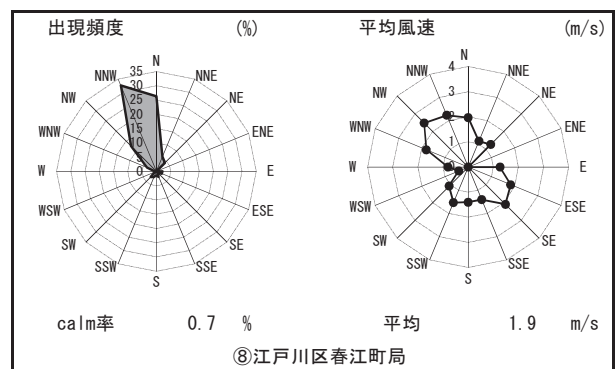 出現頻度 (%)
N
NNE
NE
ENE
E
ESE
SE
SSE
S
SSW
SW
WSW
W
WNW
NW
NNW
35
30
25
20
15
10
5
0
calm率 0.7 %
平均風速 (m/s)
N
NNE
NE
ENE
E
ESE
SE
SSE
S
SSW
SW
WSW
W
WNW
NW
NNW
4
3
2
1
0
平均 1.9 m/s
⑧江戸川区春江町局